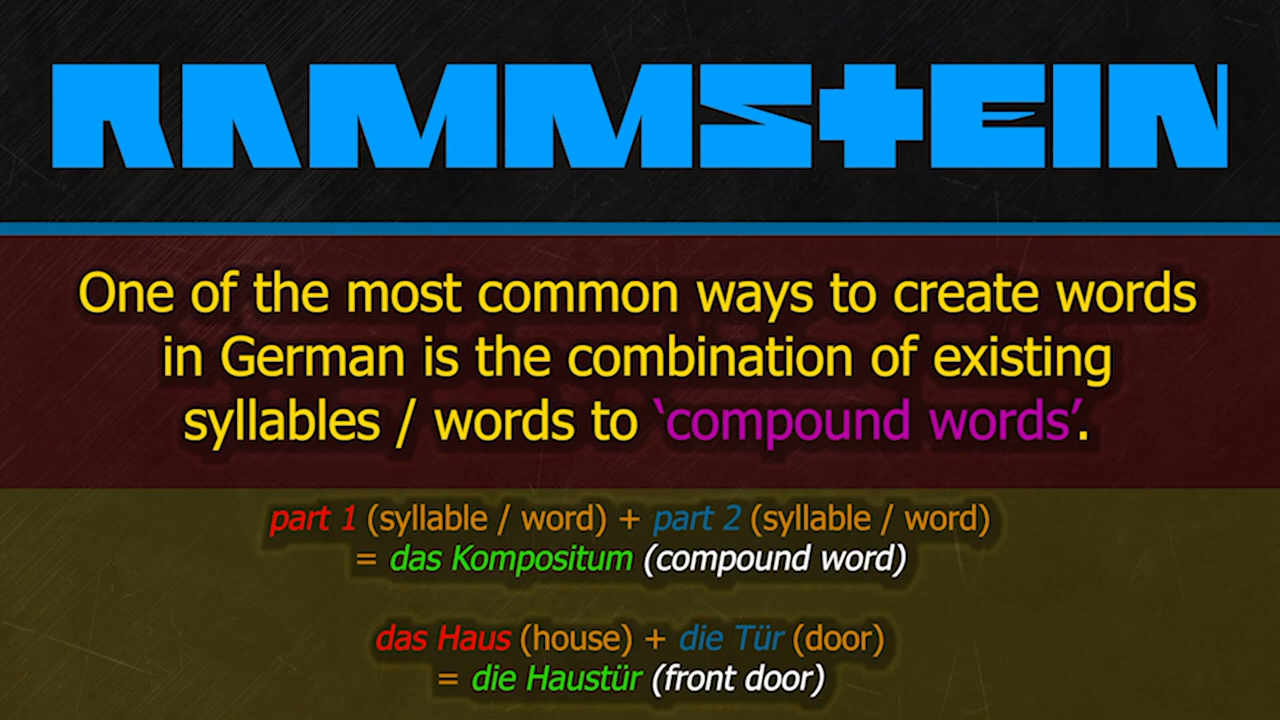 RAMMSTEIN
One of the most common ways to create words
in German is the combination of existing
syllables / words to ‘compound words’.
part 1 (syllable / word) + part 2 (syllable / word)
= das Kompositum (compound word)
das Haus (house) + die Tür (door)
= die Haustür (front door)